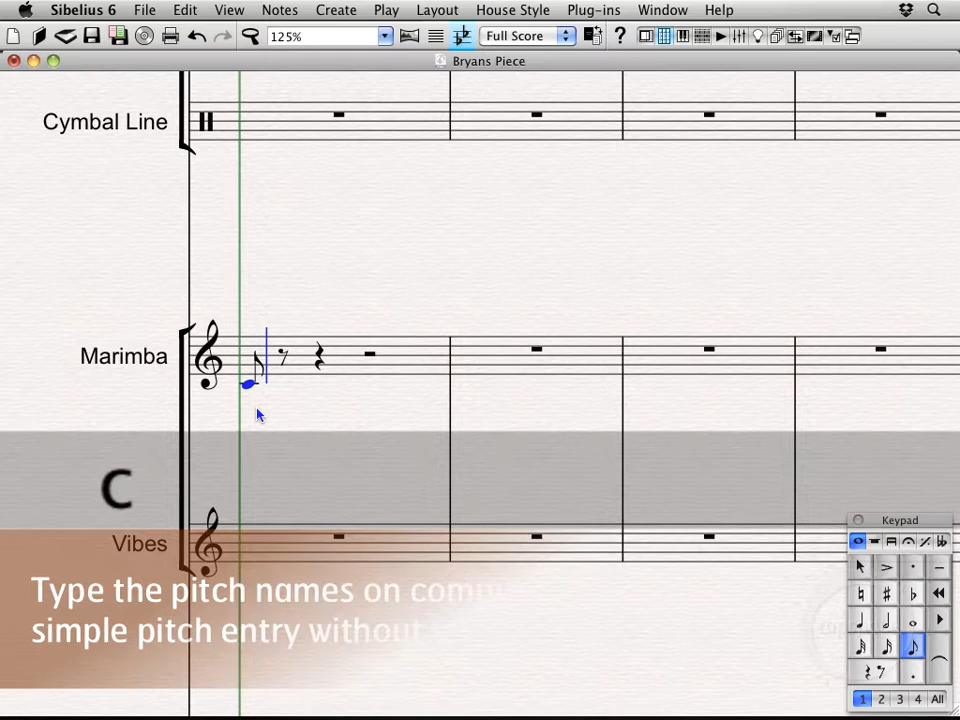 Sibelius 6 File Edit View Notes Create Play Layout House Style Plug-ins Window Help
125% Full Score ?
Bryans Piece
Cymbal Line
Marimba
C
Vibes
Type the pitch names on
simple pitch entry without
Keypad
1 2 3 4 All